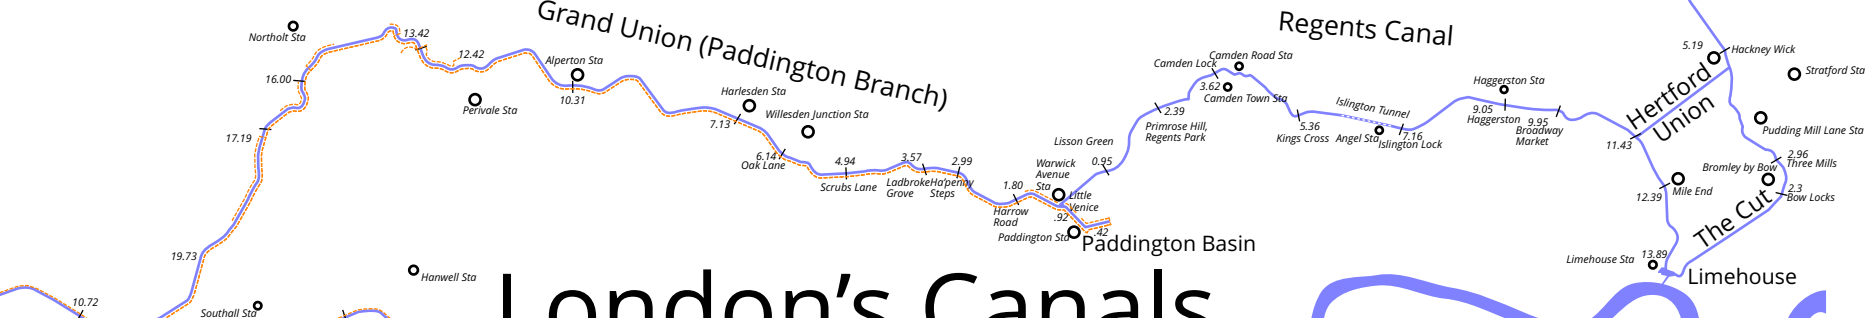 Grand Union (Paddington Branch)
Regents Canal
Northolt Sta
13.42
12.42
16.00
Alperton Sta
10.31
Perivale Sta
17.19
Harlesden Sta
7.13
Willesden Junction Sta
6.14
Oak Lane
4.94
Scrubs Lane
3.57
Ladbroke
Grove
2.99
Ha'penny
Steps
1.80
Harrow
Road
Warwick
Avenue
Sta
Little
Venice
.92
.42
Paddington Sta
Paddington Basin
Lisson Green
0.95
2.39
Primrose Hill,
Regents Park
Camden Lock
Camden Road Sta
3.62
Camden Town Sta
5.36
Kings Cross
Islington Tunnel
Angel Sta
7.16
Islington Lock
Haggerston Sta
9.05
Haggerston
9.95
Broadway
Market
11.43
Hertford
Union
5.19
Hackney Wick
Stratford Sta
Pudding Mill Lane Sta
2.96
Three Mills
Bromley by Bow
2.3
Bow Locks
12.39
Mile End
The Cut
Limehouse Sta
13.89
Limehouse
19.73
Hanwell Sta
10.72
Southall Sta
London's Canals